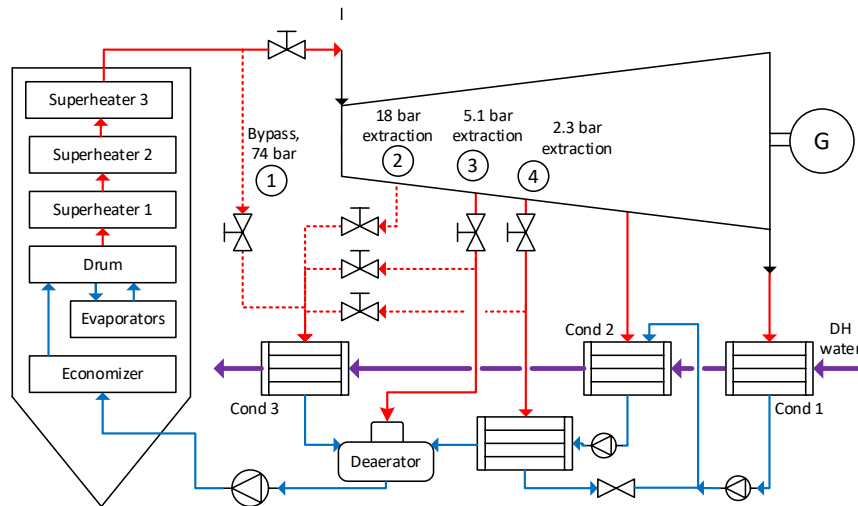 Superheater 3
Superheater 2
Superheater 1
Drum
Evaporators
Economizer
Bypass,
74 bar
1
18 bar
extraction
2
5.1 bar
extraction
3
2.3 bar
extraction
4
G
Cond 3
Cond 2
DH
water
Cond 1
Deaerator